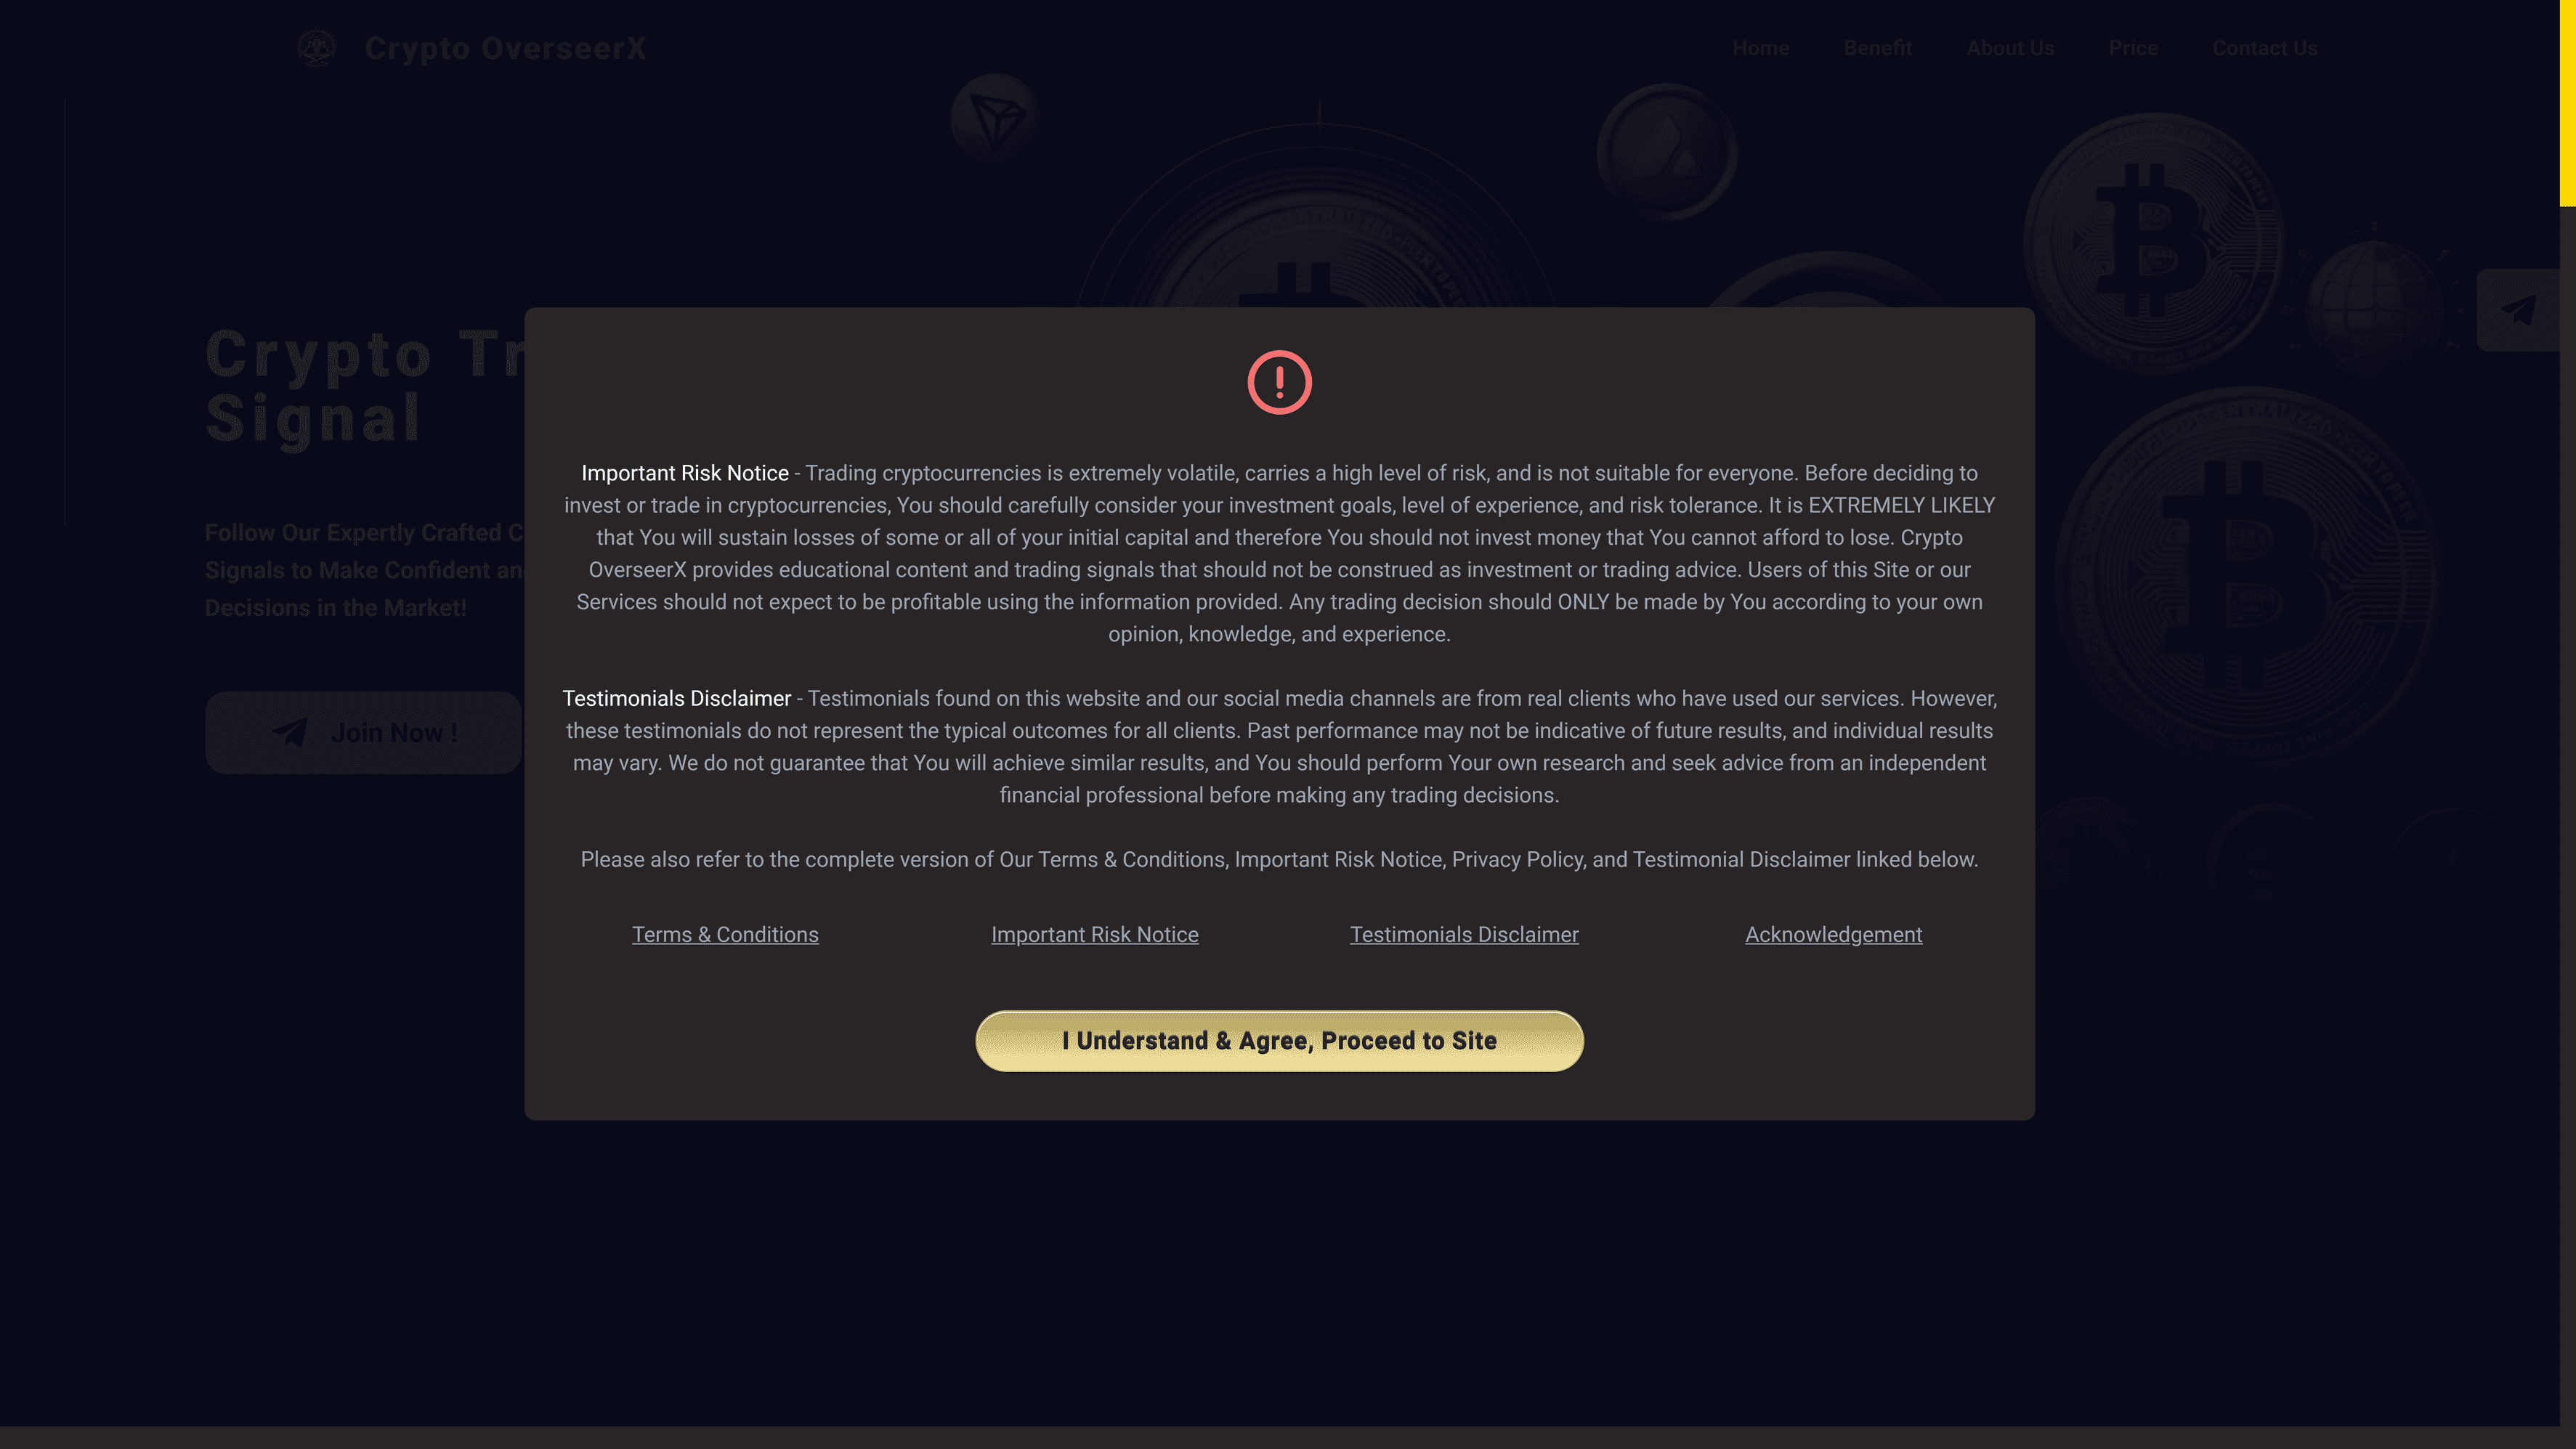 Crypto OverseerX
Home Benefit About Us Price Contact Us
Crypto Tr
Signal
Follow Our Expertly Crafted C
Signals to Make Confident an
Decisions in the Market!
Join Now !
Important Risk Notice - Trading cryptocurrencies is extremely volatile, carries a high level of risk, and is not suitable for everyone. Before deciding to
invest or trade in cryptocurrencies, You should carefully consider your investment goals, level of experience, and risk tolerance. It is EXTREMELY LIKELY
that You will sustain losses of some or all of your initial capital and therefore You should not invest money that You cannot afford to lose. Crypto
OverseerX provides educational content and trading signals that should not be construed as investment or trading advice. Users of this Site or our
Services should not expect to be profitable using the information provided. Any trading decision should ONLY be made by You according to your own
opinion, knowledge, and experience.
Testimonials Disclaimer - Testimonials found on this website and our social media channels are from real clients who have used our services. However,
these testimonials do not represent the typical outcomes for all clients. Past performance may not be indicative of future results, and individual results
may vary. We do not guarantee that You will achieve similar results, and You should perform Your own research and seek advice from an independent
financial professional before making any trading decisions.
Please also refer to the complete version of Our Terms & Conditions, Important Risk Notice, Privacy Policy, and Testimonial Disclaimer linked below.
Terms & Conditions Important Risk Notice Testimonials Disclaimer Acknowledgement
I Understand & Agree, Proceed to Site